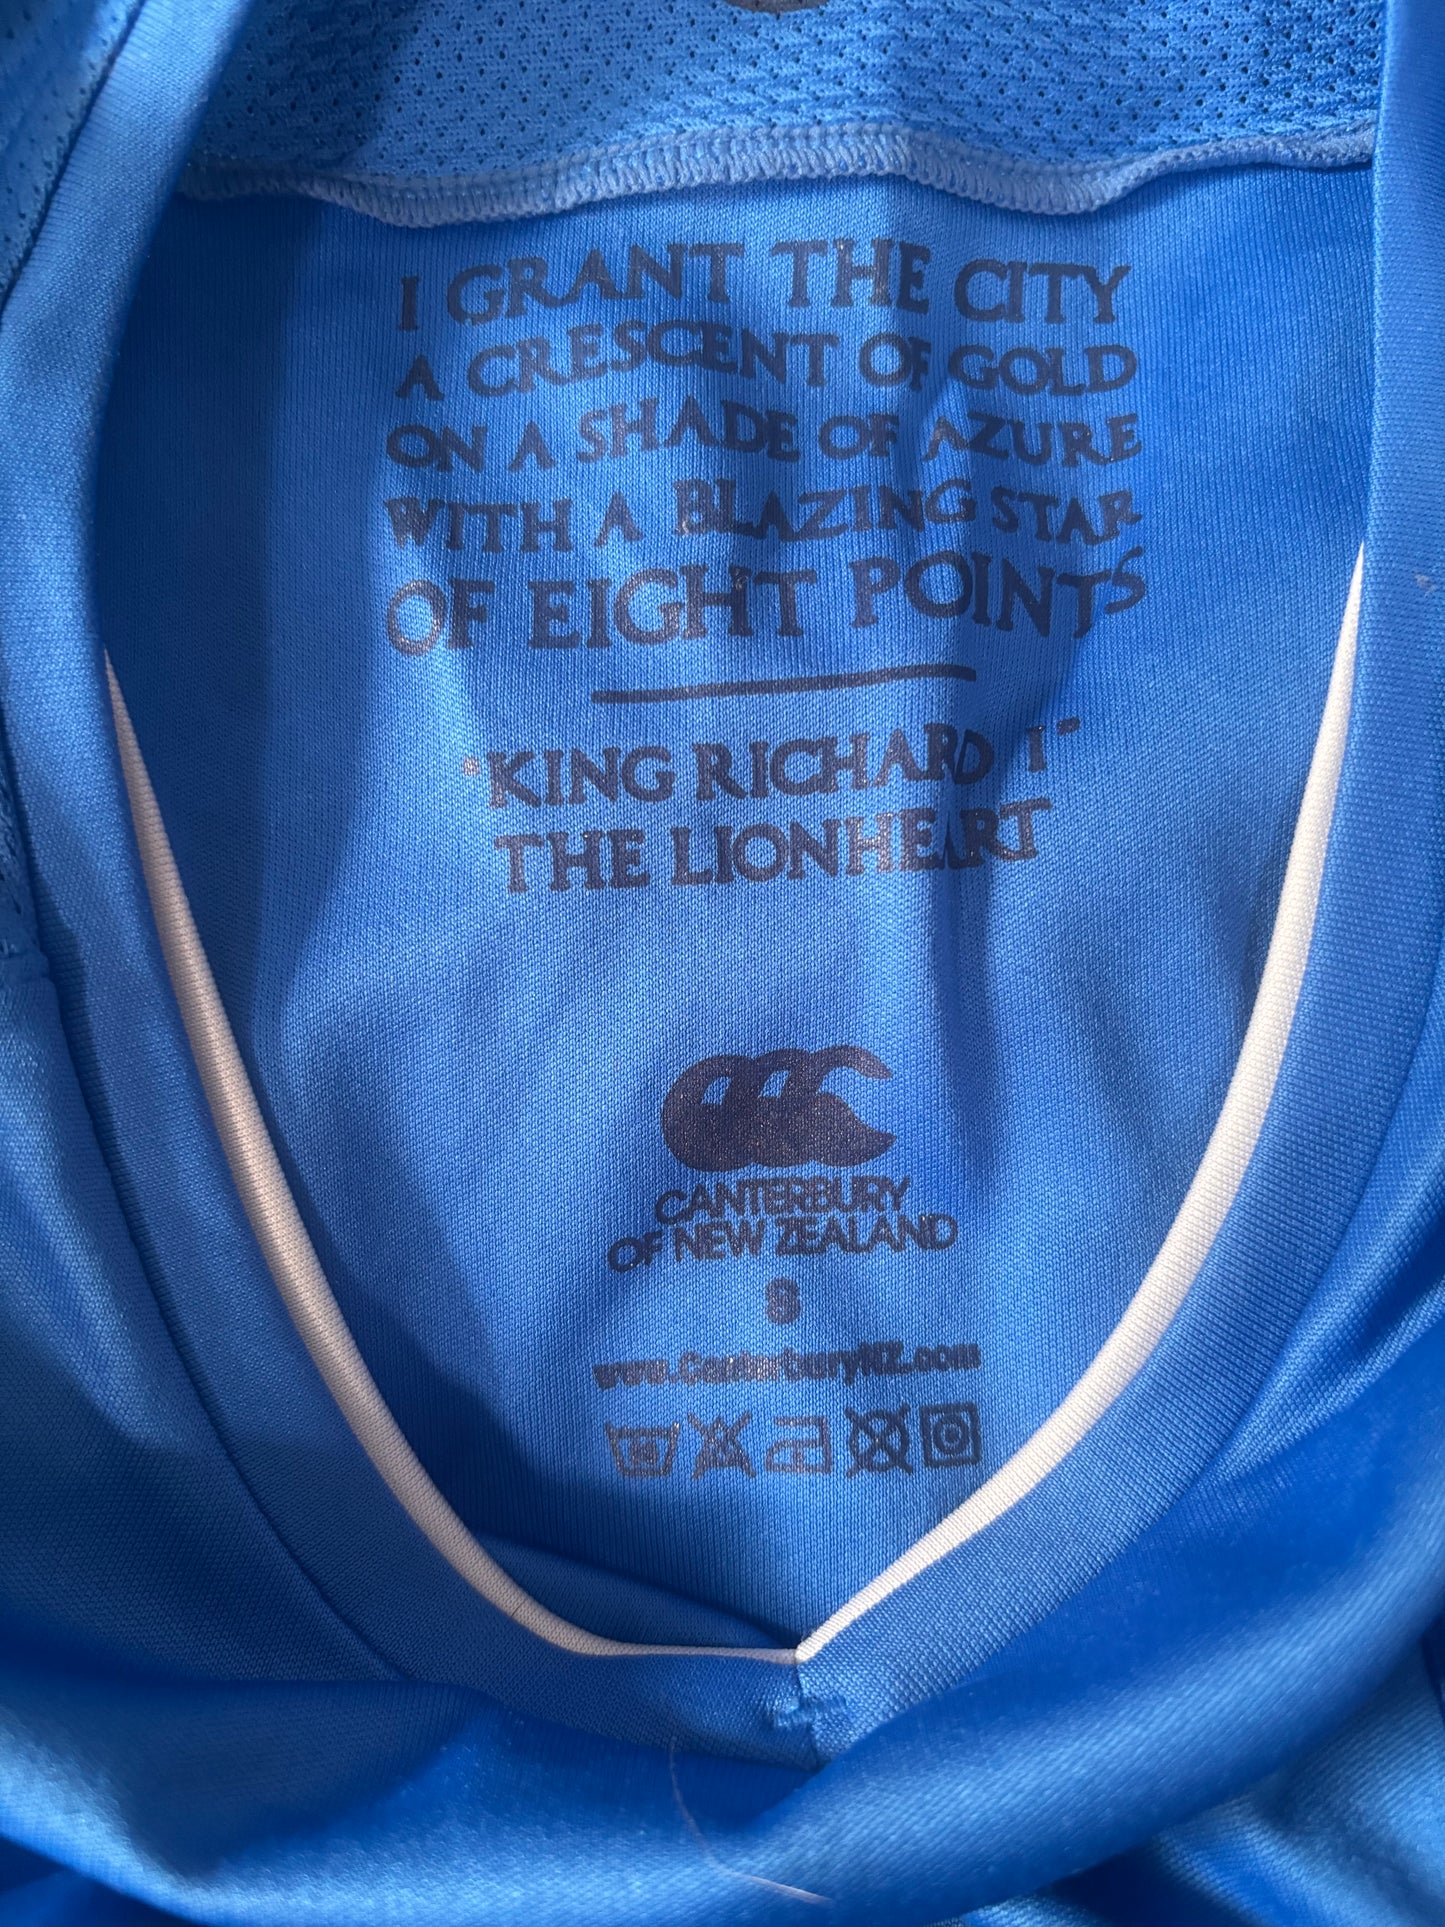 I GRANT THE CITY
A CRESCENT OF GOLD
ON A SHADE OF AZURE
WITH A BLAZING STAR
OF EIGHT POINTS
"KING RICHARD I"
THE LIONHEART
CANTERBURY
OF NEW ZEALAND
S
www.CanterburyNZ.com